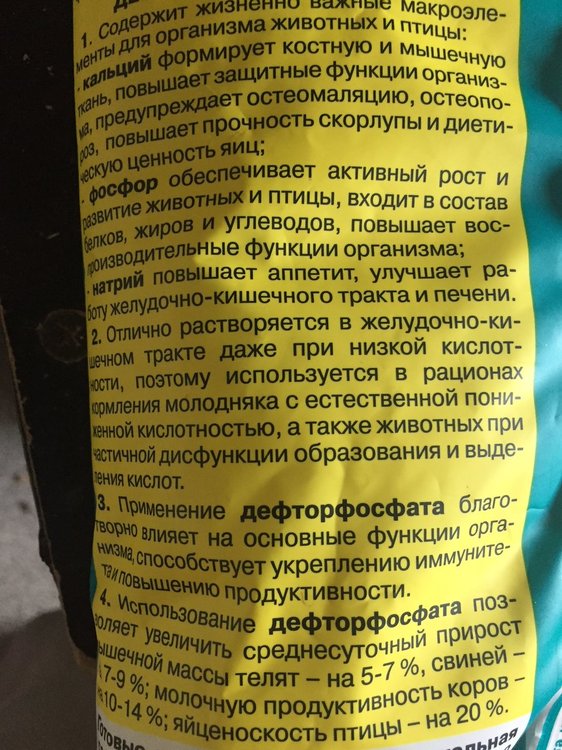 1. Содержит жизненно важные макроэле-
менты для организма животных и птицы:
- кальций формирует костную и мышечную
ткань, повышает защитные функции организ-
ма, предупреждает остеомаляцию, остеопо-
роз, повышает прочность скорлупы и диети-
ческую ценность яиц;
- фосфор обеспечивает активный рост и
развитие животных и птицы, входит в состав
белков, жиров и углеводов, повышает вос-
производительные функции организма;
- натрий повышает аппетит, улучшает ра-
боту желудочно-кишечного тракта и печени.
2. Отлично растворяется в желудочно-ки-
шечном тракте даже при низкой кислот-
ности, поэтому используется в рационах
кормления молодняка с естественной пони-
женной кислотностью, а также животных при
частичной дисфункции образования и выде-
ления кислот.
3. Применение дефторфосфата благо-
творно влияет на основные функции орга-
низма, способствует укреплению иммуните-
та и повышению продуктивности.
4. Использование дефторфосфата поз-
воляет увеличить среднесуточный прирост
мышечной массы телят – на 5-7 %, свиней –
7-9 %; молочную продуктивность коров –
на 10-14 %; яйценоскость птицы – на 20 %.